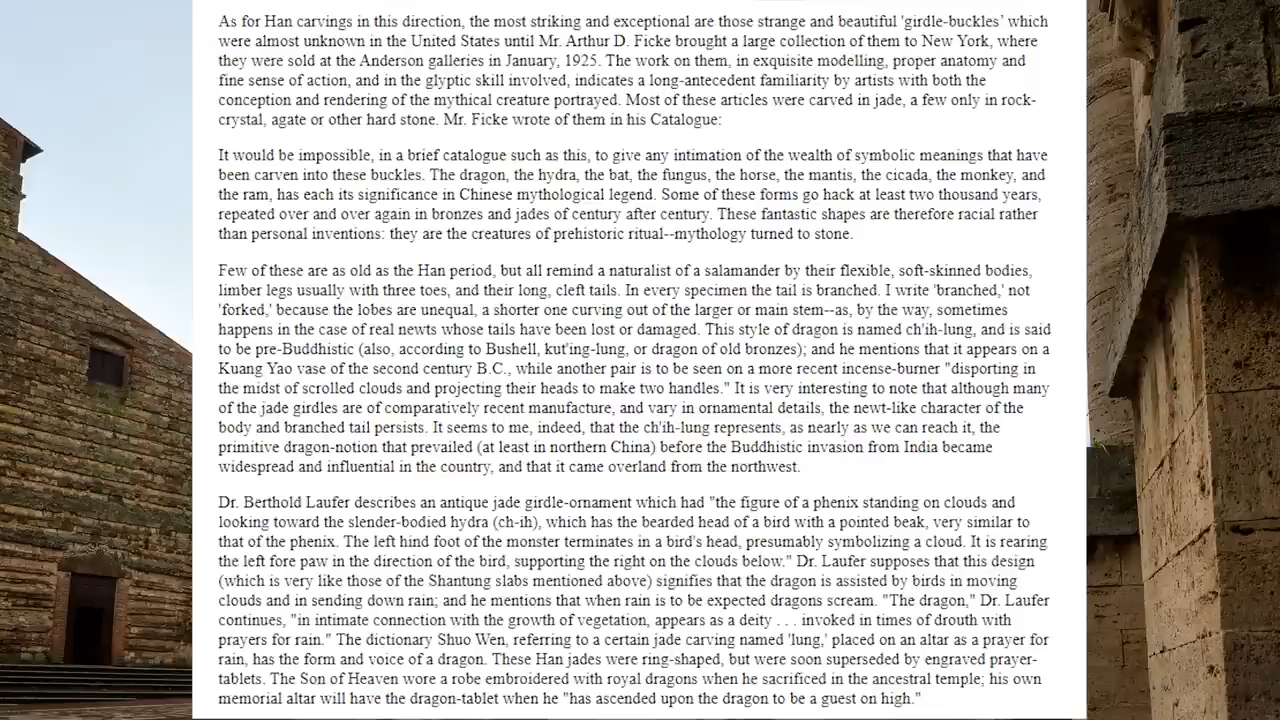 As for Han carvings in this direction, the most striking and exceptional are those strange and beautiful 'girdle-buckles' which
were almost unknown in the United States until Mr. Arthur D. Ficke brought a large collection of them to New York, where
they were sold at the Anderson galleries in January, 1925. The work on them, in exquisite modelling, proper anatomy and
fine sense of action, and in the glyptic skill involved, indicates a long-antecedent familiarity by artists with both the
conception and rendering of the mythical creature portrayed. Most of these articles were carved in jade, a few only in rock-
crystal, agate or other hard stone. Mr. Ficke wrote of them in his Catalogue:
It would be impossible, in a brief catalogue such as this, to give any intimation of the wealth of symbolic meanings that have
been carven into these buckles. The dragon, the hydra, the bat, the fungus, the horse, the mantis, the cicada, the monkey, and
the ram, has each its significance in Chinese mythological legend. Some of these forms go hack at least two thousand years,
repeated over and over again in bronzes and jades of century after century. These fantastic shapes are therefore racial rather
than personal inventions: they are the creatures of prehistoric ritual--mythology turned to stone.
Few of these are as old as the Han period, but all remind a naturalist of a salamander by their flexible, soft-skinned bodies,
limber legs usually with three toes, and their long, cleft tails. In every specimen the tail is branched. I write 'branched,' not
'forked,' because the lobes are unequal, a shorter one curving out of the larger or main stem--as, by the way, sometimes
happens in the case of real newts whose tails have been lost or damaged. This style of dragon is named ch'ih-lung, and is said
to be pre-Buddhistic (also, according to Bushell, kut'ing-lung, or dragon of old bronzes); and he mentions that it appears on a
Kuang Yao vase of the second century B.C., while another pair is to be seen on a more recent incense-burner "disporting in
the midst of scrolled clouds and projecting their heads to make two handles." It is very interesting to note that although many
of the jade girdles are of comparatively recent manufacture, and vary in ornamental details, the newt-like character of the
body and branched tail persists. It seems to me, indeed, that the ch'ih-lung represents, as nearly as we can reach it, the
primitive dragon-notion that prevailed (at least in northern China) before the Buddhistic invasion from India became
widespread and influential in the country, and that it came overland from the northwest.
Dr. Berthold Laufer describes an antique jade girdle-ornament which had "the figure of a phenix standing on clouds and
looking toward the slender-bodied hydra (ch-ih), which has the bearded head of a bird with a pointed beak, very similar to
that of the phenix. The left hind foot of the monster terminates in a bird's head, presumably symbolizing a cloud. It is rearing
the left fore paw in the direction of the bird, supporting the right on the clouds below." Dr. Laufer supposes that this design
(which is very like those of the Shantung slabs mentioned above) signifies that the dragon is assisted by birds in moving
clouds and in sending down rain; and he mentions that when rain is to be expected dragons scream. "The dragon," Dr. Laufer
continues, "in intimate connection with the growth of vegetation, appears as a deity . . . invoked in times of drouth with
prayers for rain." The dictionary Shuo Wen, referring to a certain jade carving named 'lung,' placed on an altar as a prayer for
rain, has the form and voice of a dragon. These Han jades were ring-shaped, but were soon superseded by engraved prayer-
tablets. The Son of Heaven wore a robe embroidered with royal dragons when he sacrificed in the ancestral temple; his own
memorial altar will have the dragon-tablet when he "has ascended upon the dragon to be a guest on high."